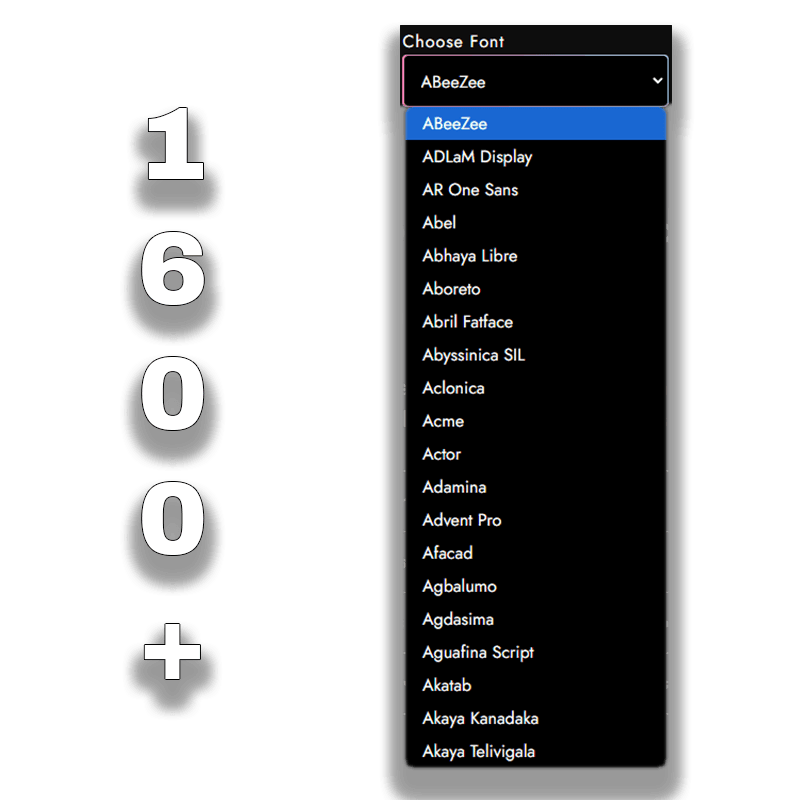 1
6
0
0
+
Choose Font
ABeeZee
ABeeZee
ADLaM Display
AR One Sans
Abel
Abhaya Libre
Aboreto
Abril Fatface
Abyssinica SIL
Aclonica
Acme
Actor
Adamina
Advent Pro
Afacad
Agbalumo
Agdasima
Aguafina Script
Akatab
Akaya Kanadaka
Akaya Telivigala